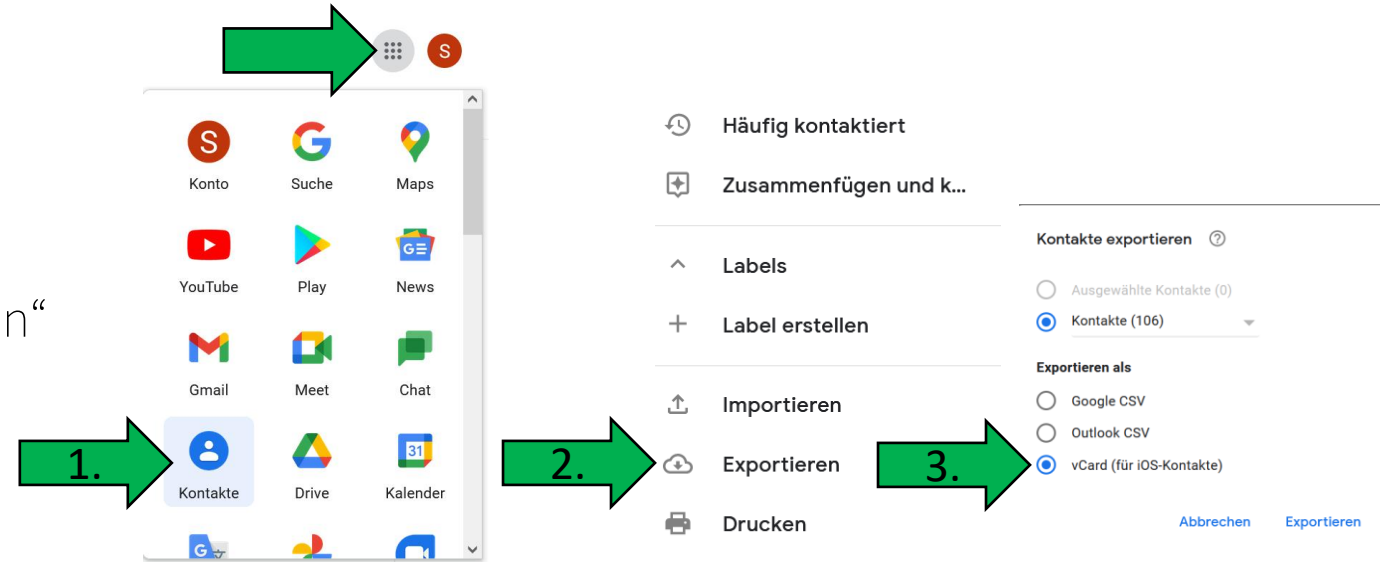 S
S
Konto
Suche
Maps
YouTube
Play
G
News
Gmail
Meet
Chat
1.
31
Kontakte
Drive
Kalender
G
n“
Häufig kontaktiert
Zusammenfügen und k...
Labels
Label erstellen
Importieren
2.
Exportieren
Drucken
Kontakte exportieren ?
Ausgewählte Kontakte (0)
Kontakte (106)
Exportieren als
Google CSV
Outlook CSV
3.
vCard (für iOS-Kontakte)
Abbrechen Exportieren